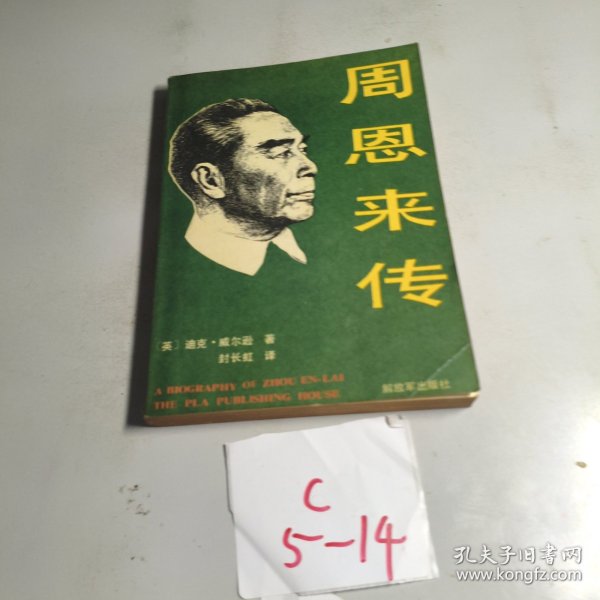 周恩来传
〔英〕迪克·威尔逊 著
封长虹 译
A BIOGRAPHY OF ZHOU EN-LAI
THE PLA PUBLISHING HOUSE
解放军出版社
C
5-14
孔夫子旧书网
www.kongfz.com